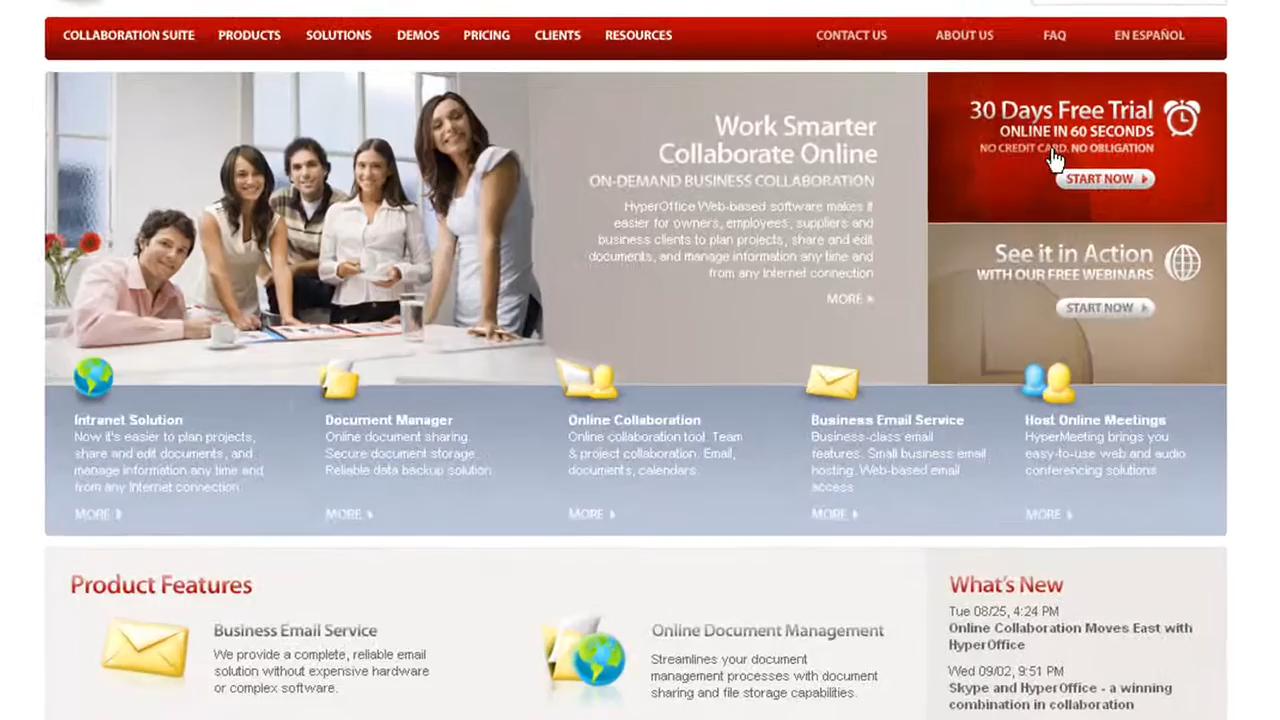 COLLABORATION SUITE PRODUCTS SOLUTIONS DEMOS PRICING CLIENTS RESOURCES CONTACT US ABOUT US FAQ EN ESPAÑOL
Work Smarter
Collaborate Online
ON-DEMAND BUSINESS COLLABORATION
HyperOffice Web-based software makes it
easier for owners, employees, suppliers and
business clients to plan projects, share and edit
documents, and manage information any time and
from any Internet connection
MORE
30 Days Free Trial
ONLINE IN 60 SECONDS
NO CREDIT CARD. NO OBLIGATION
START NOW
See it in Action
WITH OUR FREE WEBINARS
START NOW
Intranet Solution
Now it's easier to plan projects,
share and edit documents, and
manage information any time and
from any Internet connection
MORE
Document Manager
Online document sharing.
Secure document storage.
Reliable data backup solution.
MORE
Online Collaboration
Online collaboration tool. Team
& project collaboration. Email,
documents, calendars.
MORE
Business Email Service
Business-class email
features. Small business email
hosting. Web-based email
access
MORE
Host Online Meetings
HyperMeeting brings you
easy-to-use web and audio
conferencing solutions
MORE
Product Features
Business Email Service
We provide a complete, reliable email
solution without expensive hardware
or complex software.
Online Document Management
Streamlines your document
management processes with document
sharing and file storage capabilities.
What's New
Tue 08/25, 4:24 PM
Online Collaboration Moves East with
HyperOffice
Wed 09/02, 9:51 PM
Skype and HyperOffice - a winning
combination in collaboration